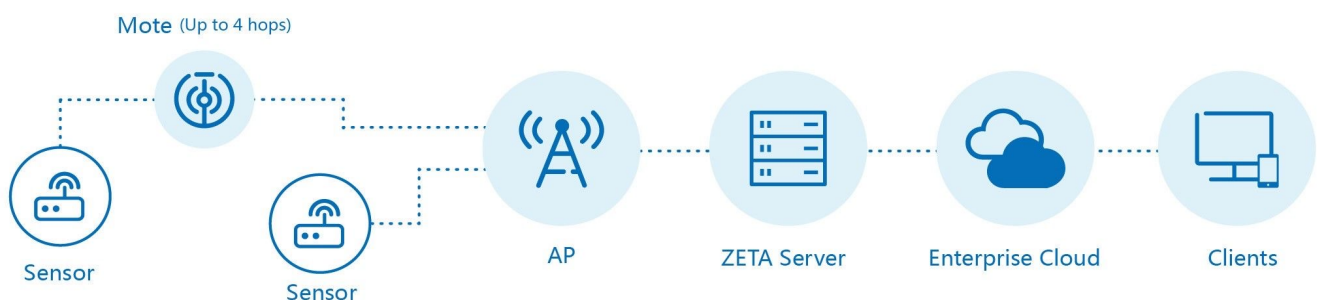 Mote (Up to 4 hops)
Sensor
Sensor
AP
ZETA Server
Enterprise Cloud
Clients